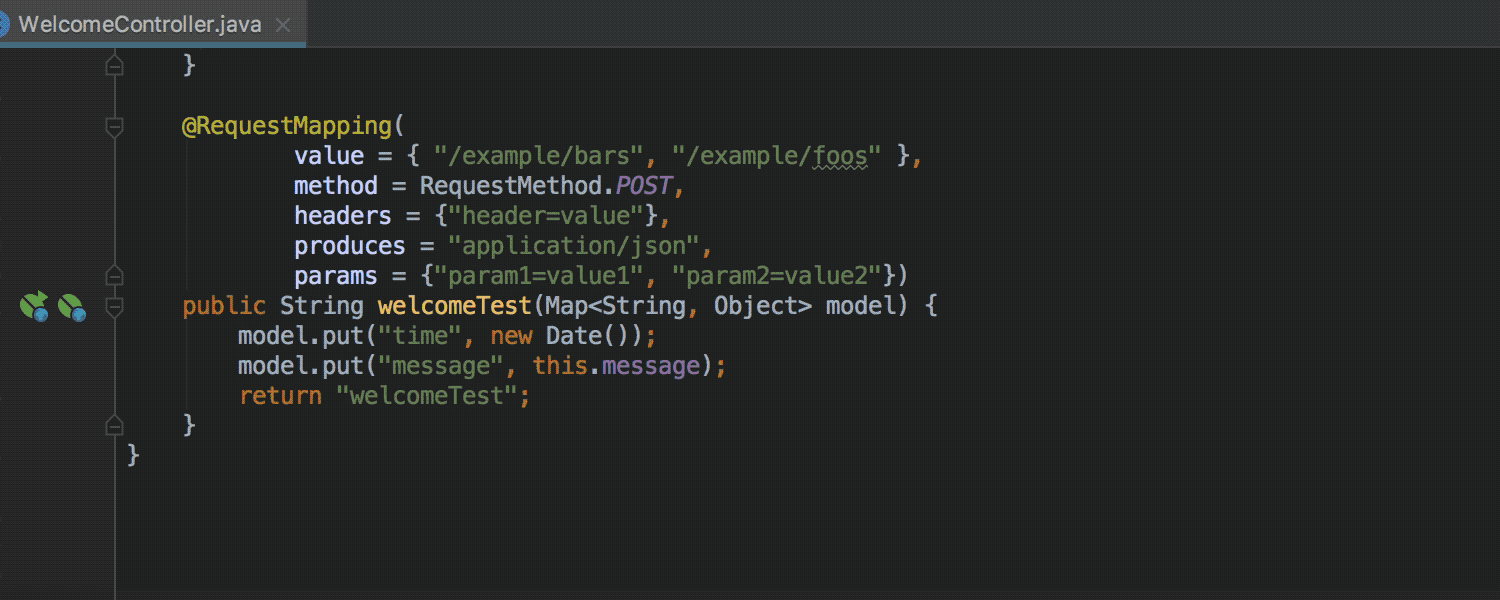 WelcomeController.java
}
@RequestMapping(
value = { "/example/bars", "/example/foos" },
method = RequestMethod.POST,
headers = {"header=value"},
produces = "application/json",
params = {"param1=value1", "param2=value2"})
public String welcomeTest(Map<String, Object> model) {
model.put("time", new Date());
model.put("message", this.message);
return "welcomeTest";
}
}